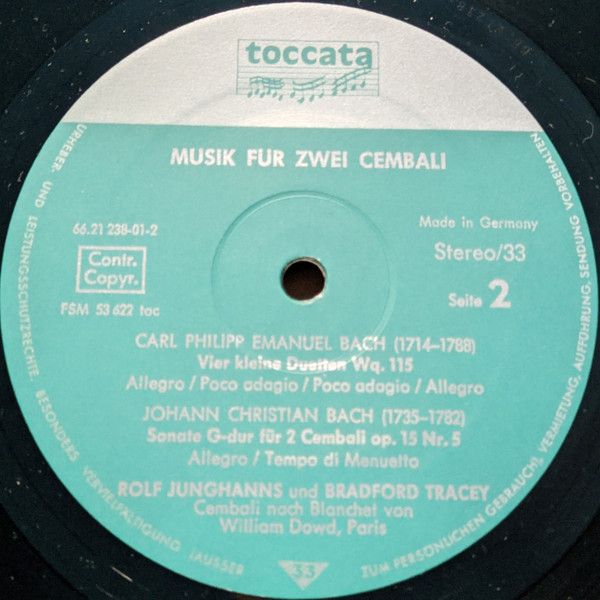 toccata
MUSIK FÜR ZWEI CEMBALI
66.21 238-01-2
Contr.
Copyr.
FSM 53 622 toc
Made in Germany
Stereo/33
Seite 2
CARL PHILIPP EMANUEL BACH (1714–1788)
Vier kleine Duetten Wq. 115
Allegro / Poco adagio / Poco adagio / Allegro
JOHANN CHRISTIAN BACH (1735–1782)
Sonate G-dur für 2 Cembali op. 15 Nr. 5
Allegro / Tempo di Menuetto
ROLF JUNGHANNS und BRADFORD TRACEY
Cembali nach Blanchet von
William Dowd, Paris
33
URHEBER- UND LEISTUNGSSCHUTZRECHTE. BESONDERS VERVIELFÄLTIGUNG (AUSSER ZUM PERSÖNLICHEN GEBRAUCH), VERMIETUNG, AUFFÜHRUNG, SENDUNG VORBEHALTEN